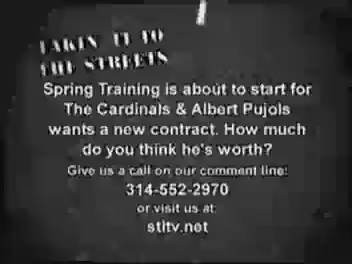 TAKIN' IT TO
THE STREETS
Spring Training is about to start for
The Cardinals & Albert Pujols
wants a new contract. How much
do you think he's worth?
Give us a call on our comment line:
314-552-2970
or visit us at:
stltv.net